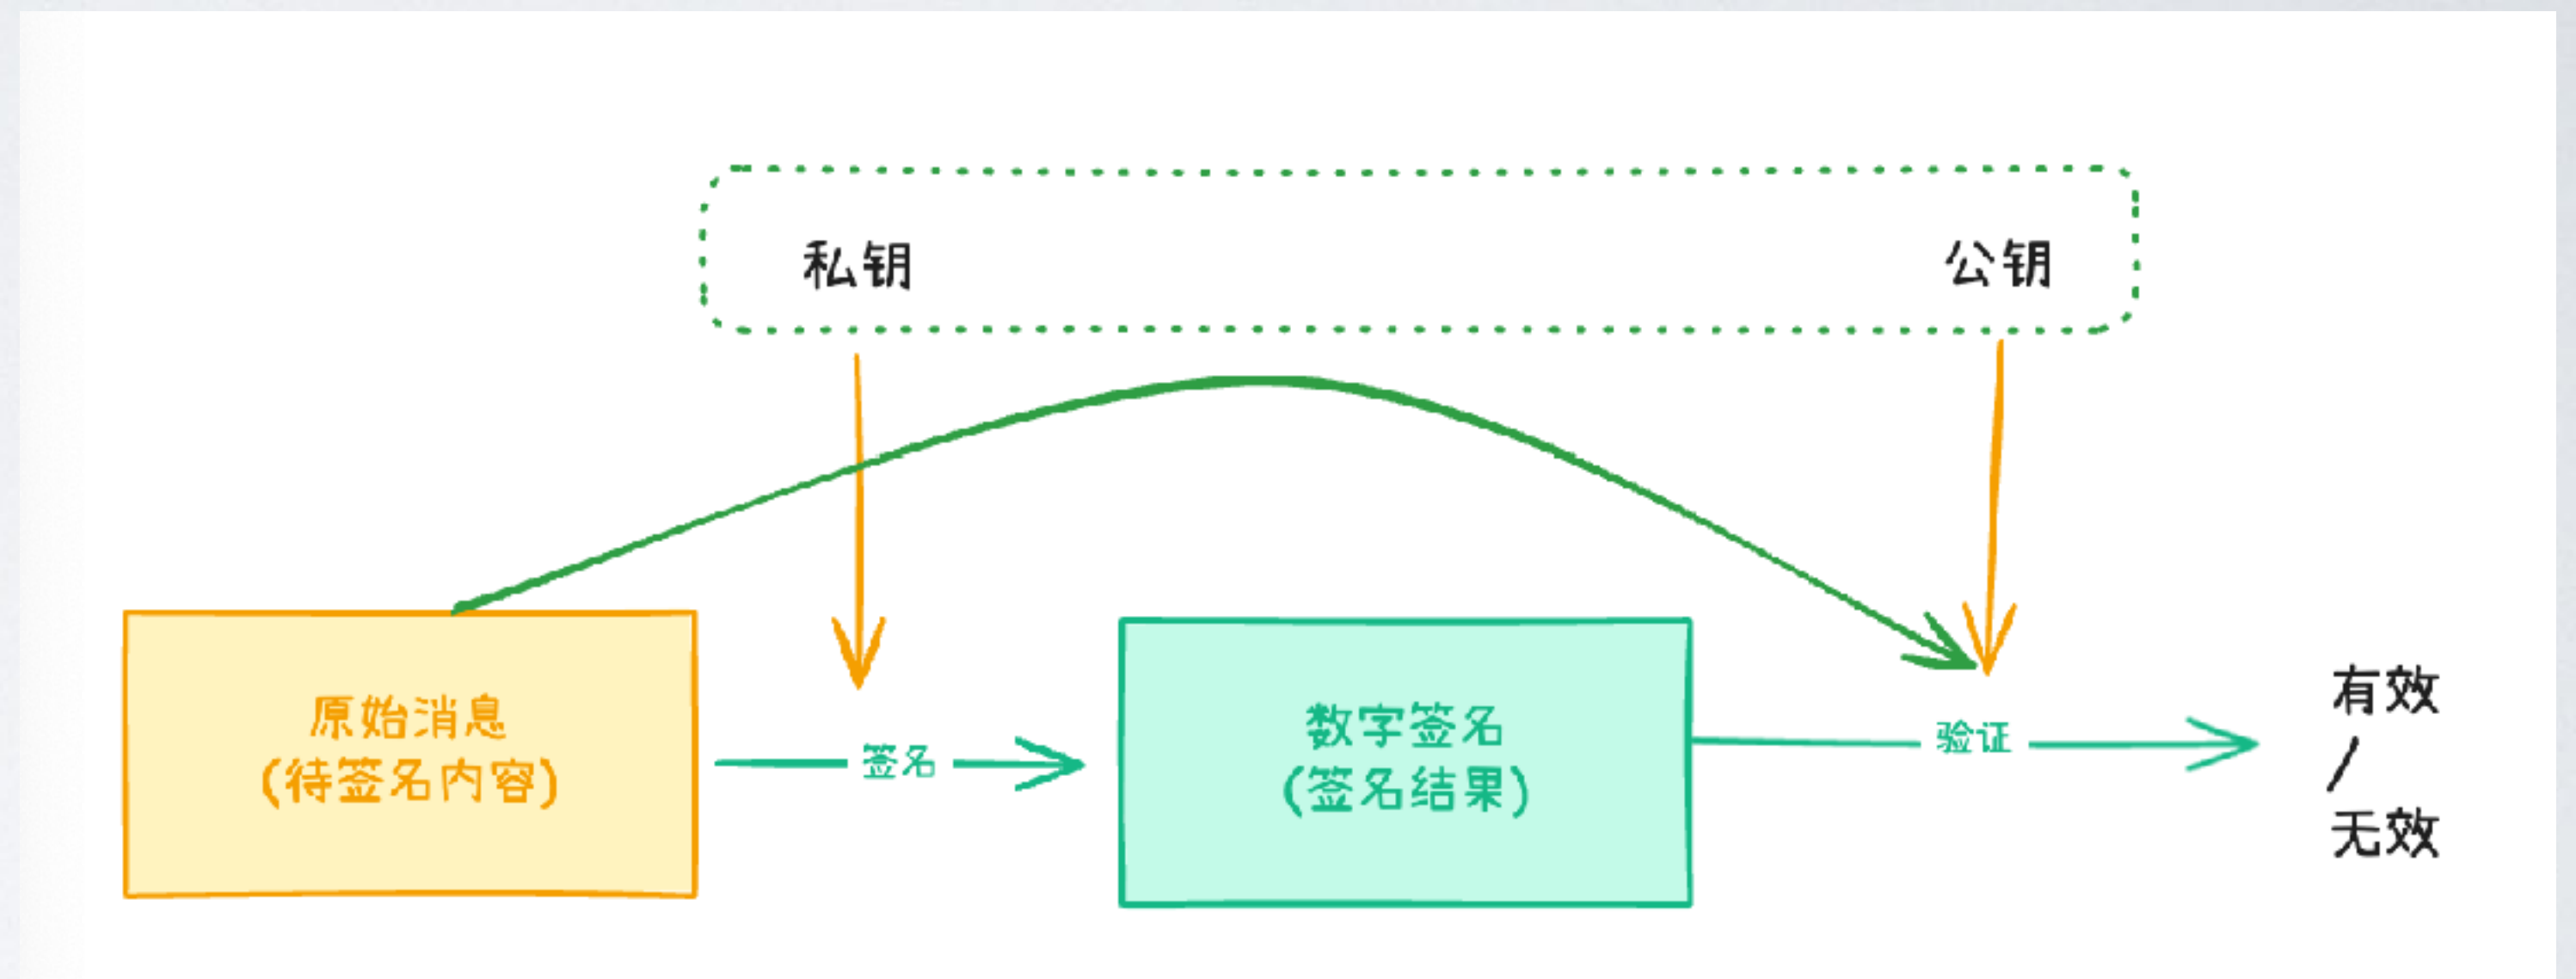 私钥
公钥
原始消息
(待签名内容)
签名
数字签名
(签名结果)
验证
有效
/
无效